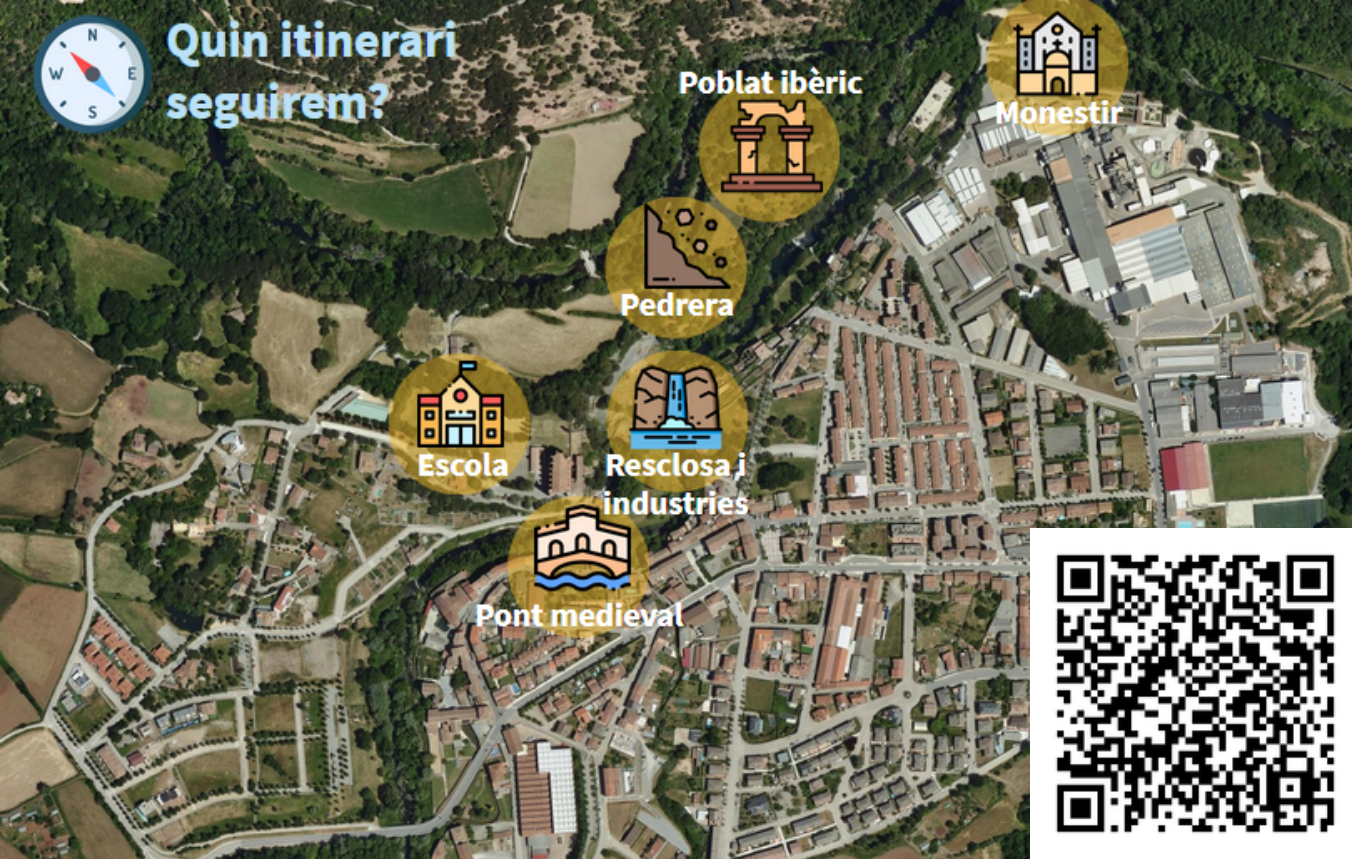 N
W E
S
Quin itinerari
seguirem?
Poblat ibèric
Monestir
Pedrera
Escola
Resclosa i
industries
Pont medieval